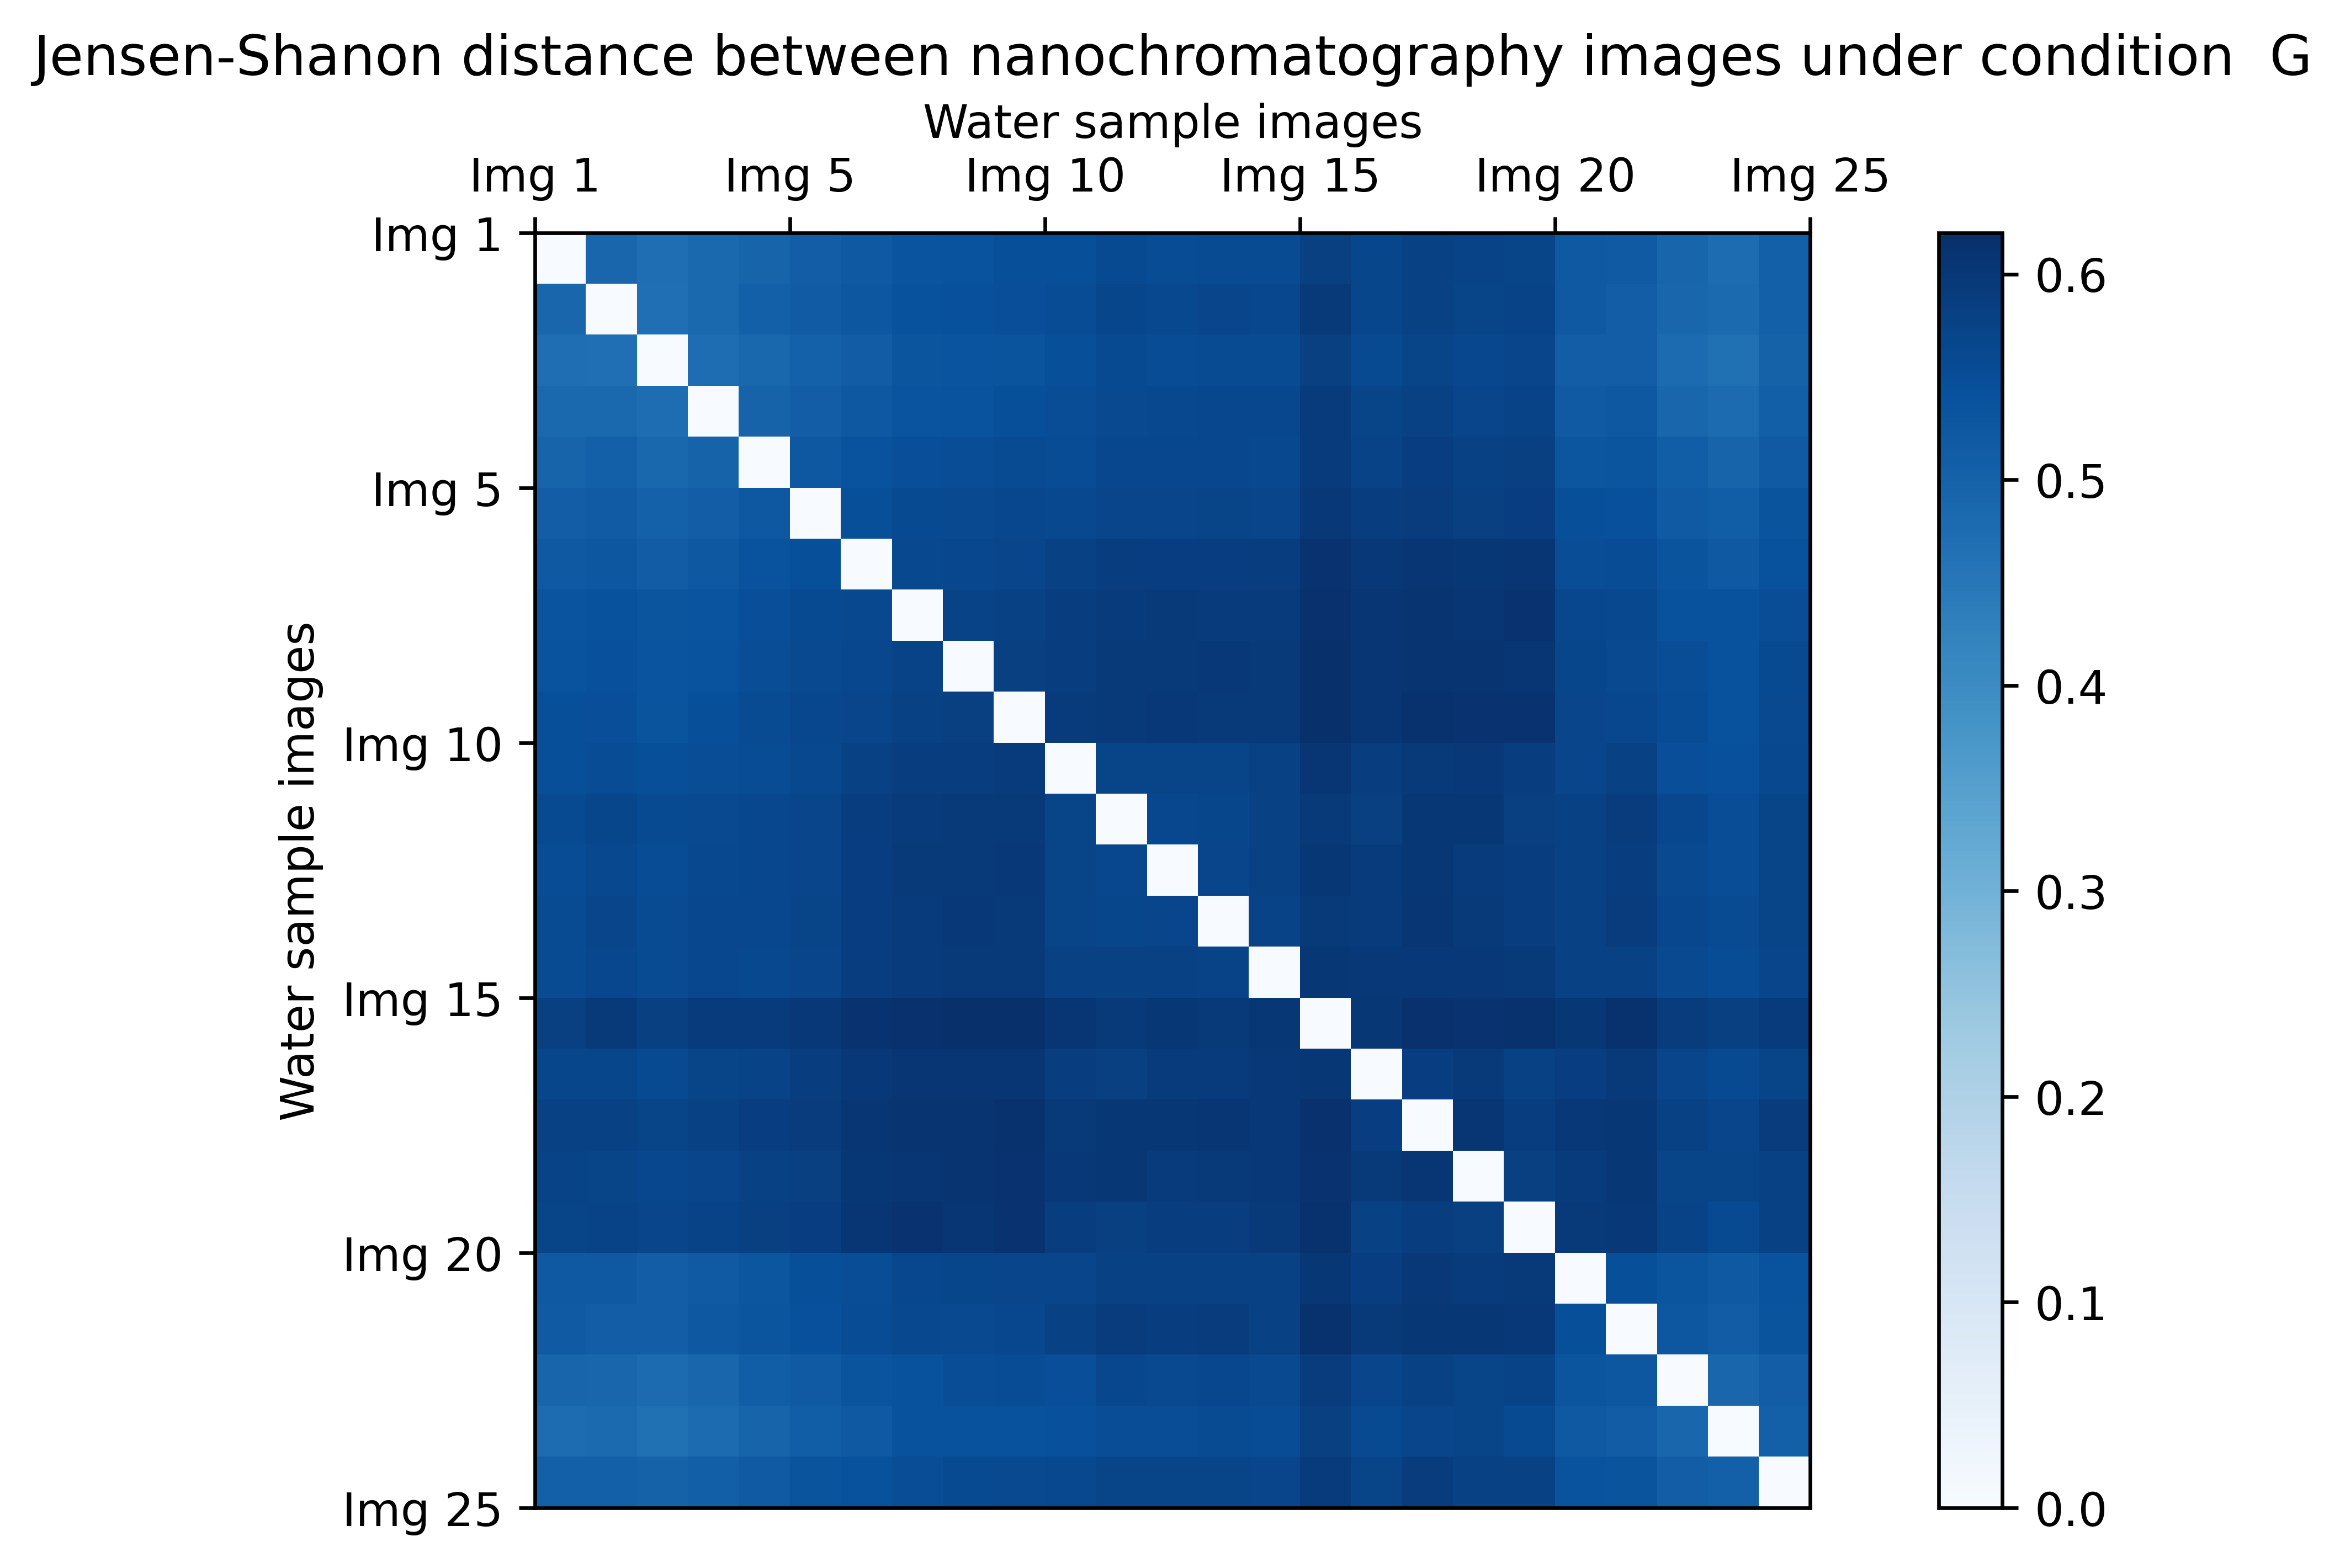 Jensen-Shanon distance between nanochromatography images under condition  G
Water sample images
Img 1 Img 5 Img 10 Img 15 Img 20 Img 25
Img 1
Img 5
Img 10
Img 15
Img 20
Img 25
Water sample images
0.6
0.5
0.4
0.3
0.2
0.1
0.0